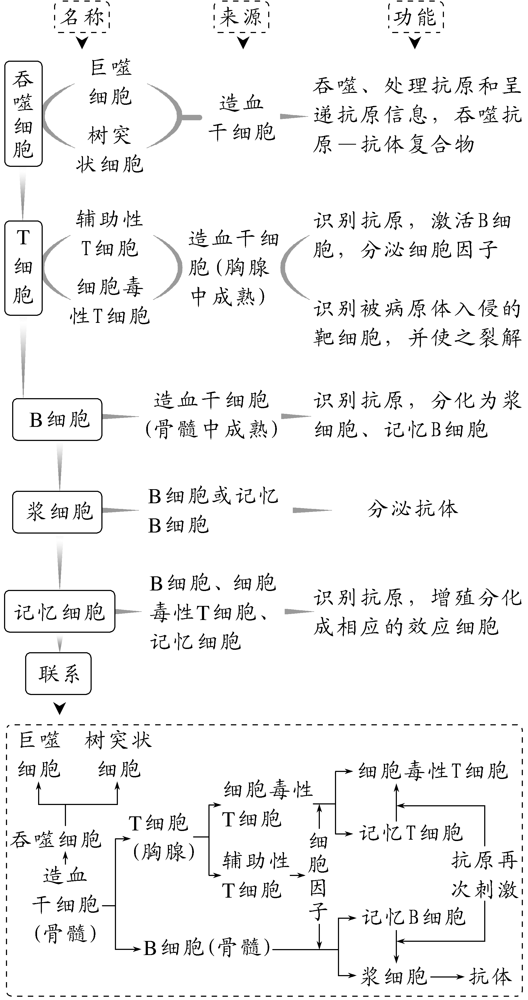 名称
来源
功能
吞噬细胞
巨噬
细胞
树突
状细胞
造血
干细胞
吞噬、处理抗原和呈
递抗原信息，吞噬抗
原—抗体复合物
T细胞
辅助性
T细胞
细胞毒
性T细胞
造血干细
胞(胸腺
中成熟)
识别抗原，激活B细
胞，分泌细胞因子
识别被病原体入侵的
靶细胞，并使之裂解
B细胞
造血干细胞
(骨髓中成熟)
识别抗原，分化为浆
细胞、记忆B细胞
浆细胞
B细胞或记忆
B细胞
分泌抗体
记忆细胞
B细胞、细胞
毒性T细胞、
记忆细胞
识别抗原，增殖分化
成相应的效应细胞
联系
巨噬
细胞
树突状
细胞
吞噬细胞
造血
干细胞
(骨髓)
T细胞
(胸腺)
B细胞(骨髓)
细胞毒性
T细胞
辅助性
T细胞
细胞因子
细胞毒性T细胞
记忆T细胞
抗原再
次刺激
记忆B细胞
浆细胞
抗体